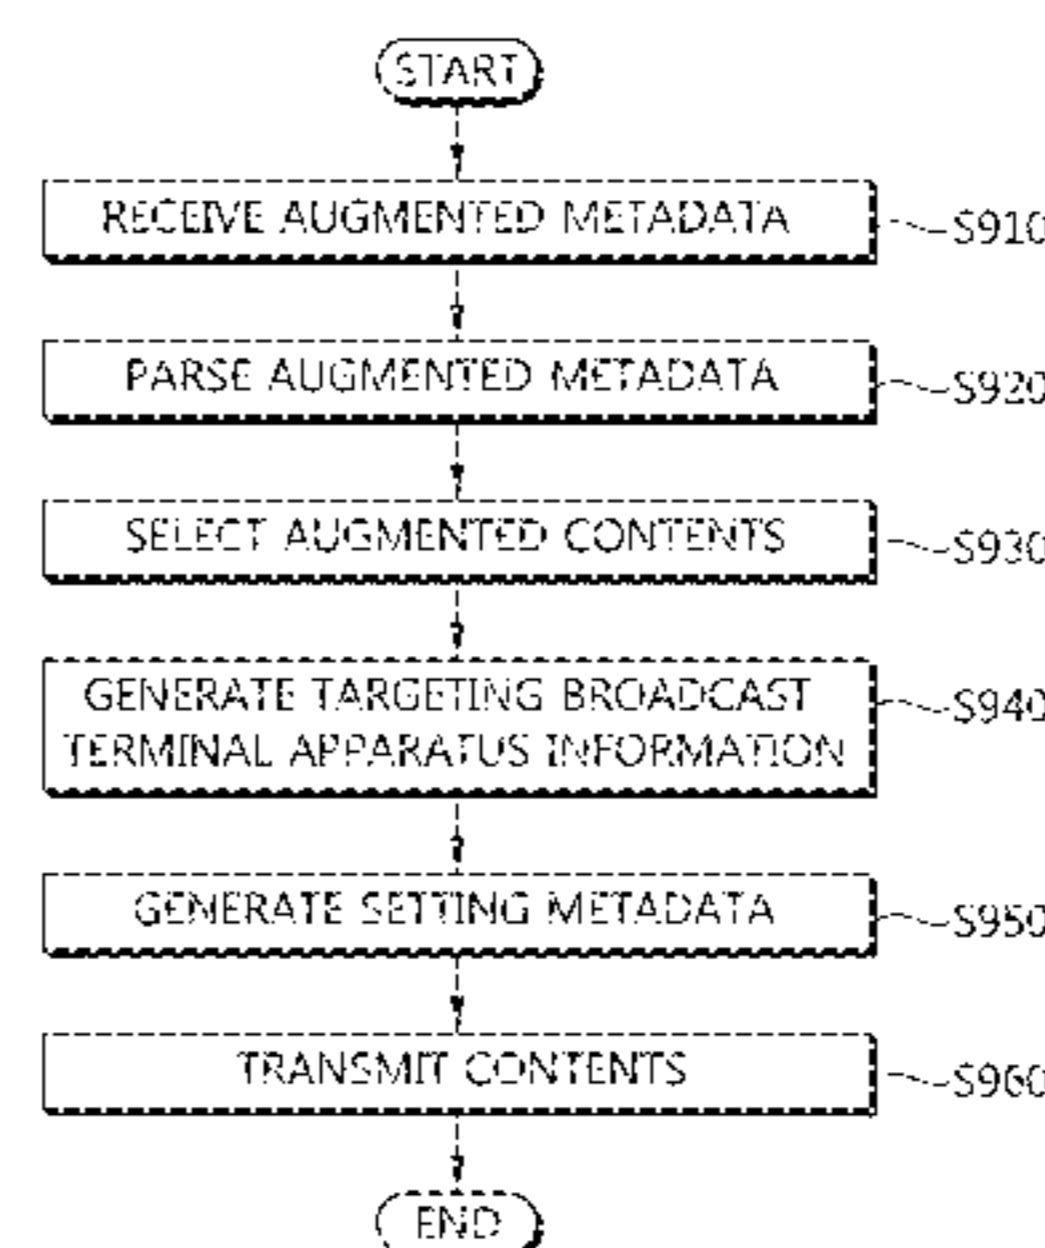 START
RECEIVE AUGMENTED METADATA
S910
PARSE AUGMENTED METADATA
S920
SELECT AUGMENTED CONTENTS
S930
GENERATE TARGETING BROADCAST
TERMINAL APPARATUS INFORMATION
S940
GENERATE SETTING METADATA
S950
TRANSMIT CONTENTS
S960
END